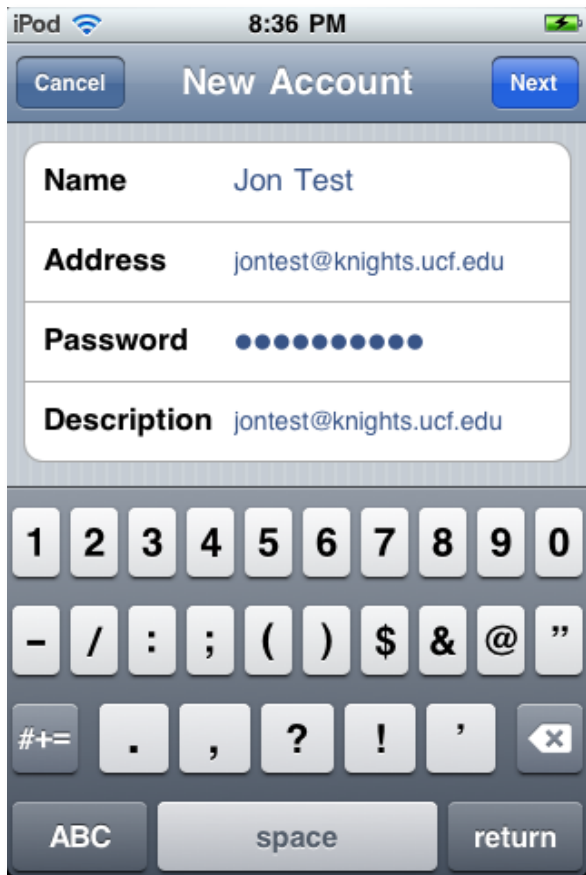 iPod 8:36 PM
Cancel New Account Next
Name Jon Test
Address jontest@knights.ucf.edu
Password ●●●●●●●●●●
Description jontest@knights.ucf.edu
1 2 3 4 5 6 7 8 9 0
- / : ; ( ) $ & @ ”
#+= . , ? ! ’
ABC space return